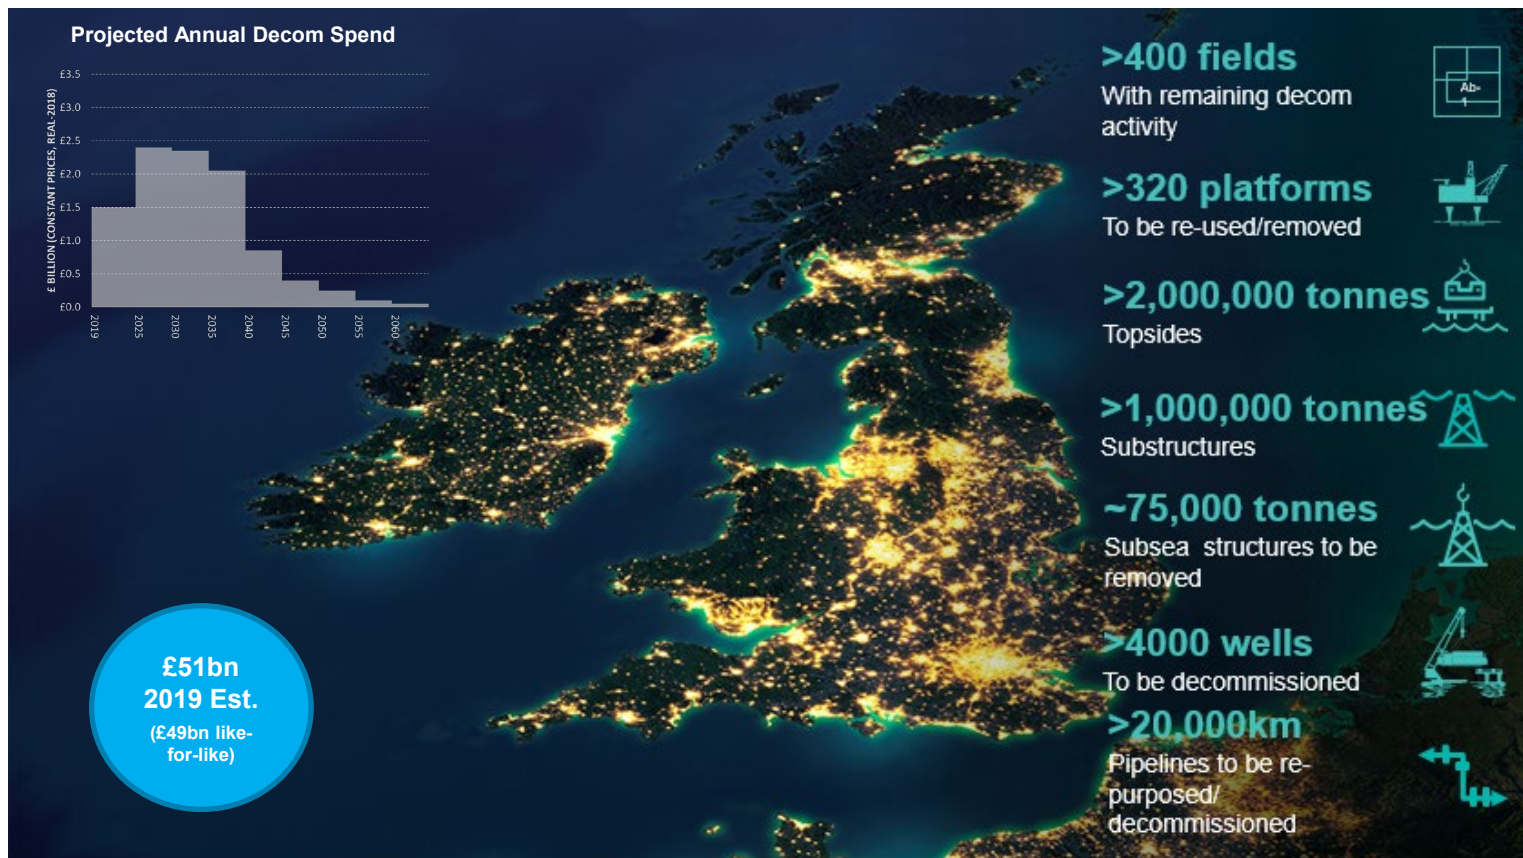 Projected Annual Decom Spend
£ BILLION (CONSTANT PRICES, REAL-2018)
£3.5
£3.0
£2.5
£2.0
£1.5
£1.0
£0.5
£0.0
2019
2025
2030
2035
2040
2045
2050
2055
2060
£51bn
2019 Est.
(£49bn like-
for-like)
>400 fields
With remaining decom
activity
Ab-
1
>320 platforms
To be re-used/removed
>2,000,000 tonnes
Topsides
>1,000,000 tonnes
Substructures
~75,000 tonnes
Subsea  structures to be
removed
>4000 wells
To be decommissioned
>20,000km
Pipelines to be re-
purposed/
decommissioned